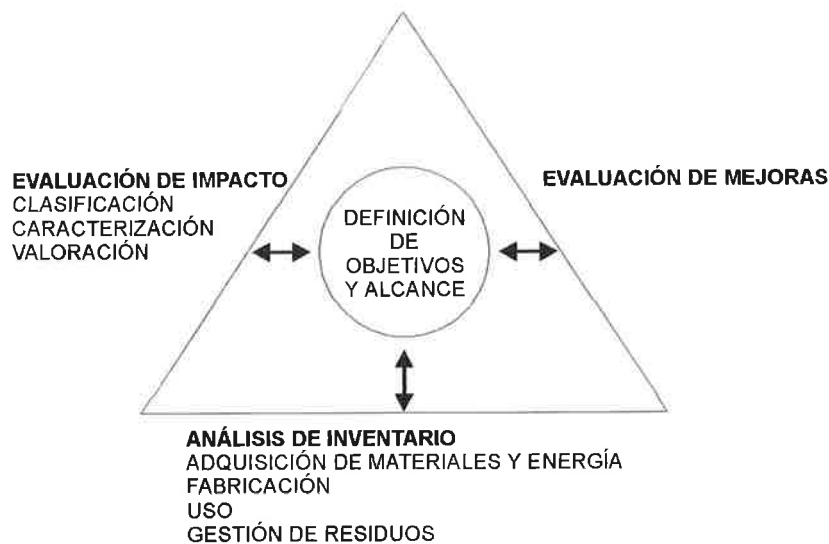 EVALUACIÓN DE IMPACTO
CLASIFICACIÓN
CARACTERIZACIÓN
VALORACIÓN
EVALUACIÓN DE MEJORAS
DEFINICIÓN
DE
OBJETIVOS
Y ALCANCE
ANÁLISIS DE INVENTARIO
ADQUISICIÓN DE MATERIALES Y ENERGÍA
FABRICACIÓN
USO
GESTIÓN DE RESIDUOS